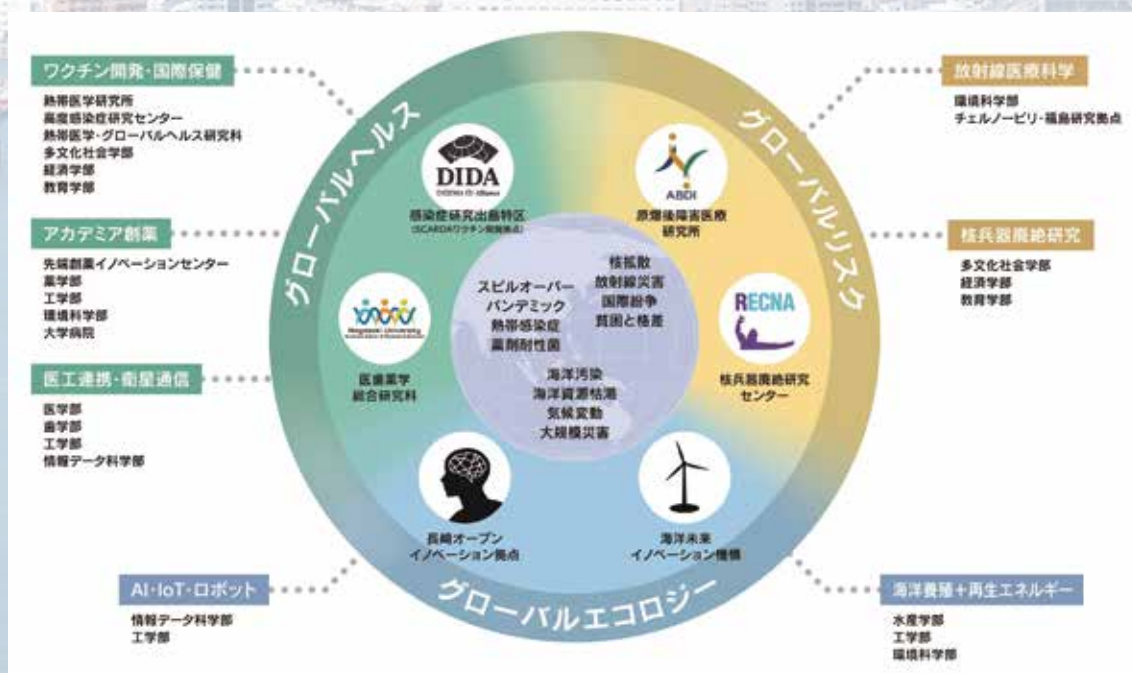 ワクチン開発・国際保健
熱帯医学研究所
高度感染症研究センター
熱帯医学・グローバルヘルス研究科
多文化社会学部
経済学部
教育学部
アカデミア創薬
先端創薬イノベーションセンター
薬学部
工学部
環境科学部
大学病院
医工連携・衛星通信
医学部
歯学部
工学部
情報データ科学部
AI・IoT・ロボット
情報データ科学部
工学部
グローバルヘルス
DIDA
感染症研究出島特区
(SCARDAワクチン開発拠点)
Nagasaki University
医歯薬学
総合研究科
長崎オープン
イノベーション拠点
スピルオーバー
パンデミック
熱帯感染症
薬剤耐性菌
核拡散
放射線災害
国際紛争
貧困と格差
海洋汚染
海洋資源枯渇
気候変動
大規模災害
グローバルリスク
ABDI
原爆後障害医療
研究所
RECNA
核兵器廃絶研究
センター
海洋未来
イノベーション機構
グローバルエコロジー
放射線医療科学
環境科学部
チェルノービリ・福島研究拠点
核兵器廃絶研究
多文化社会学部
経済学部
教育学部
海洋養殖+再生エネルギー
水産学部
工学部
環境科学部